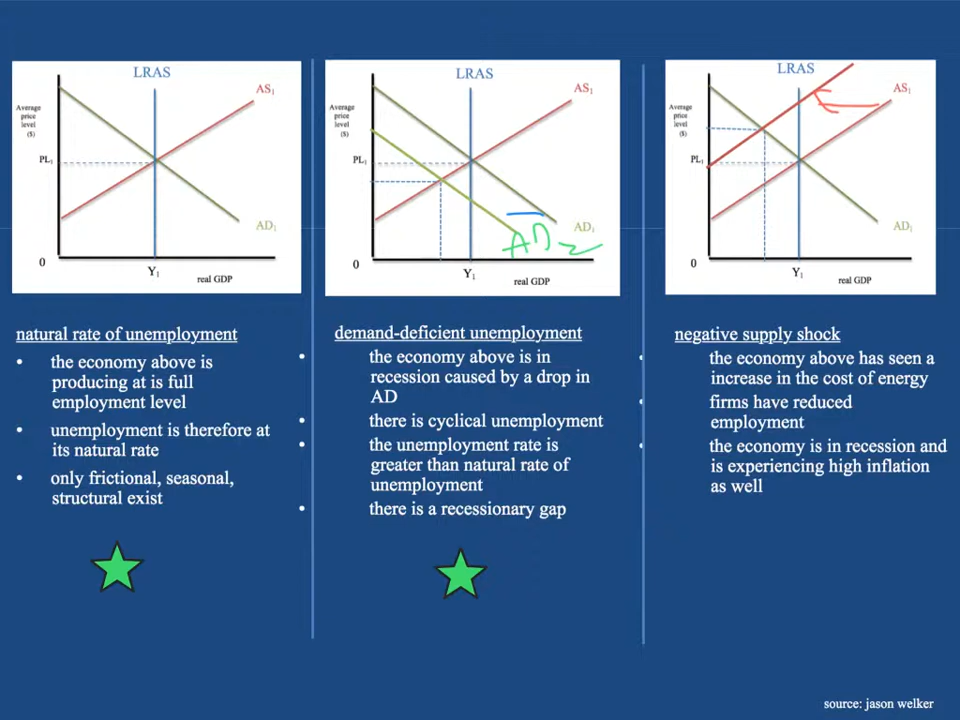 LRAS
AS₁
Average
price
level
($)
PL₁
AD₁
0
Y₁
real GDP
LRAS
AS₁
Average
price
level
($)
PL₁
AD₁
AD₂
0
Y₁
real GDP
LRAS
AS₁
Average
price
level
($)
PL₁
AD₁
0
Y₁
real GDP
natural rate of unemployment
• the economy above is
producing at is full
employment level
• unemployment is therefore at
its natural rate
• only frictional, seasonal,
structural exist
demand-deficient unemployment
• the economy above is in
recession caused by a drop in
AD
• there is cyclical unemployment
• the unemployment rate is
greater than natural rate of
unemployment
• there is a recessionary gap
negative supply shock
• the economy above has seen a
increase in the cost of energy
• firms have reduced
employment
• the economy is in recession and
is experiencing high inflation
as well
source: jason welker